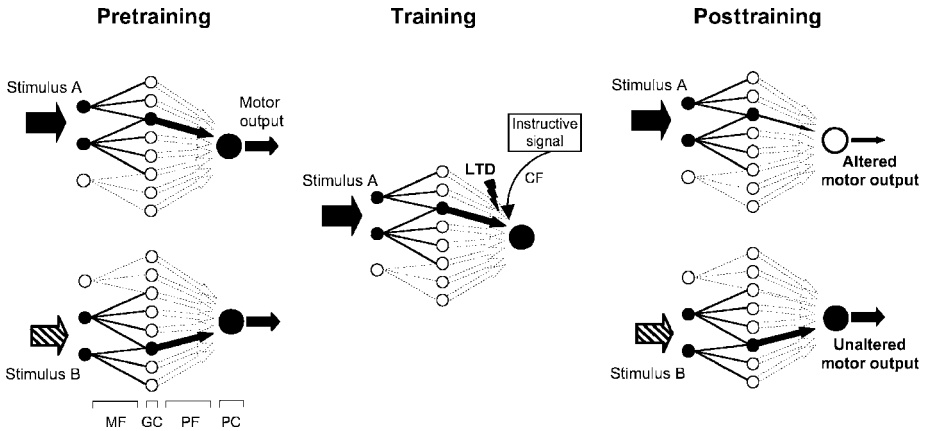 Pretraining
Training
Posttraining
Stimulus A
Motor
output
Stimulus B
MF GC PF PC
Stimulus A
LTD
Instructive
signal
CF
Stimulus A
Altered
motor output
Stimulus B
Unaltered
motor output